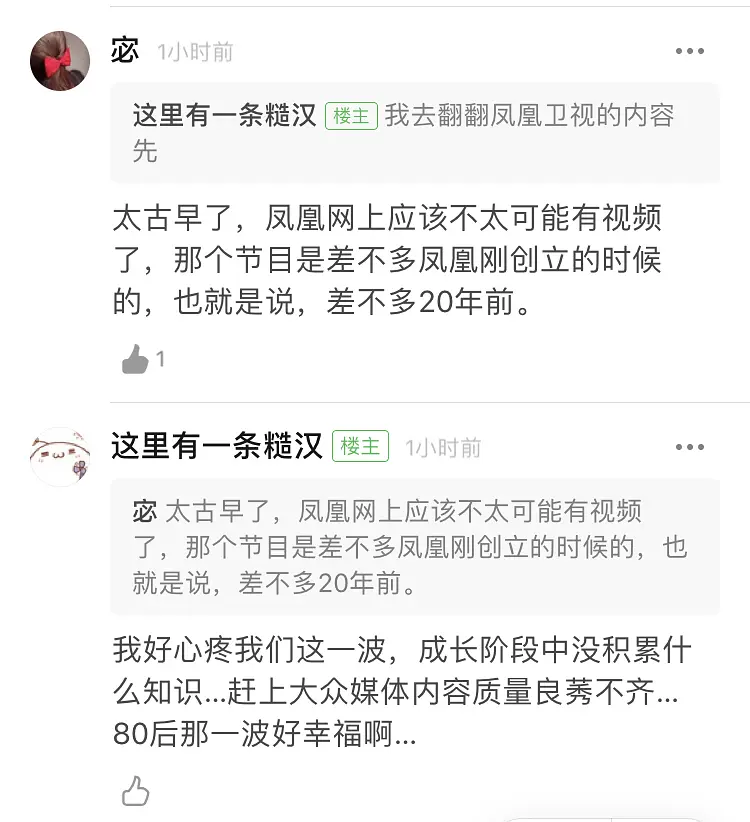 宓 1小时前
这里有一条糙汉 楼主 我去翻翻凤凰卫视的内容
先
太古早了，凤凰网上应该不太可能有视频
了，那个节目是差不多凤凰刚创立的时候
的，也就是说，差不多20年前。
1
这里有一条糙汉 楼主 1小时前
宓 太古早了，凤凰网上应该不太可能有视频
了，那个节目是差不多凤凰刚创立的时候的，也
就是说，差不多20年前。
我好心疼我们这一波，成长阶段中没积累什
么知识...赶上大众媒体内容质量良莠不齐...
80后那一波好幸福啊...